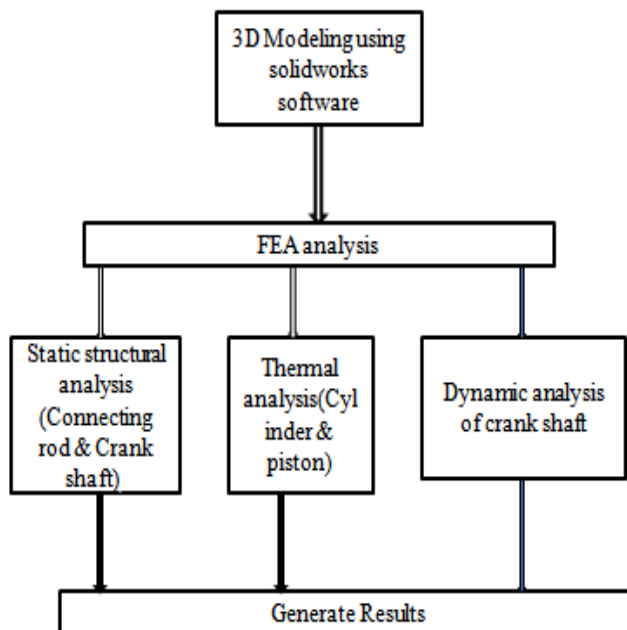 3D Modeling using
solidworks
software
FEA analysis
Static structural
analysis
(Connecting
rod & Crank
shaft)
Thermal
analysis(Cyl
inder &
piston)
Dynamic analysis
of crank shaft
Generate Results